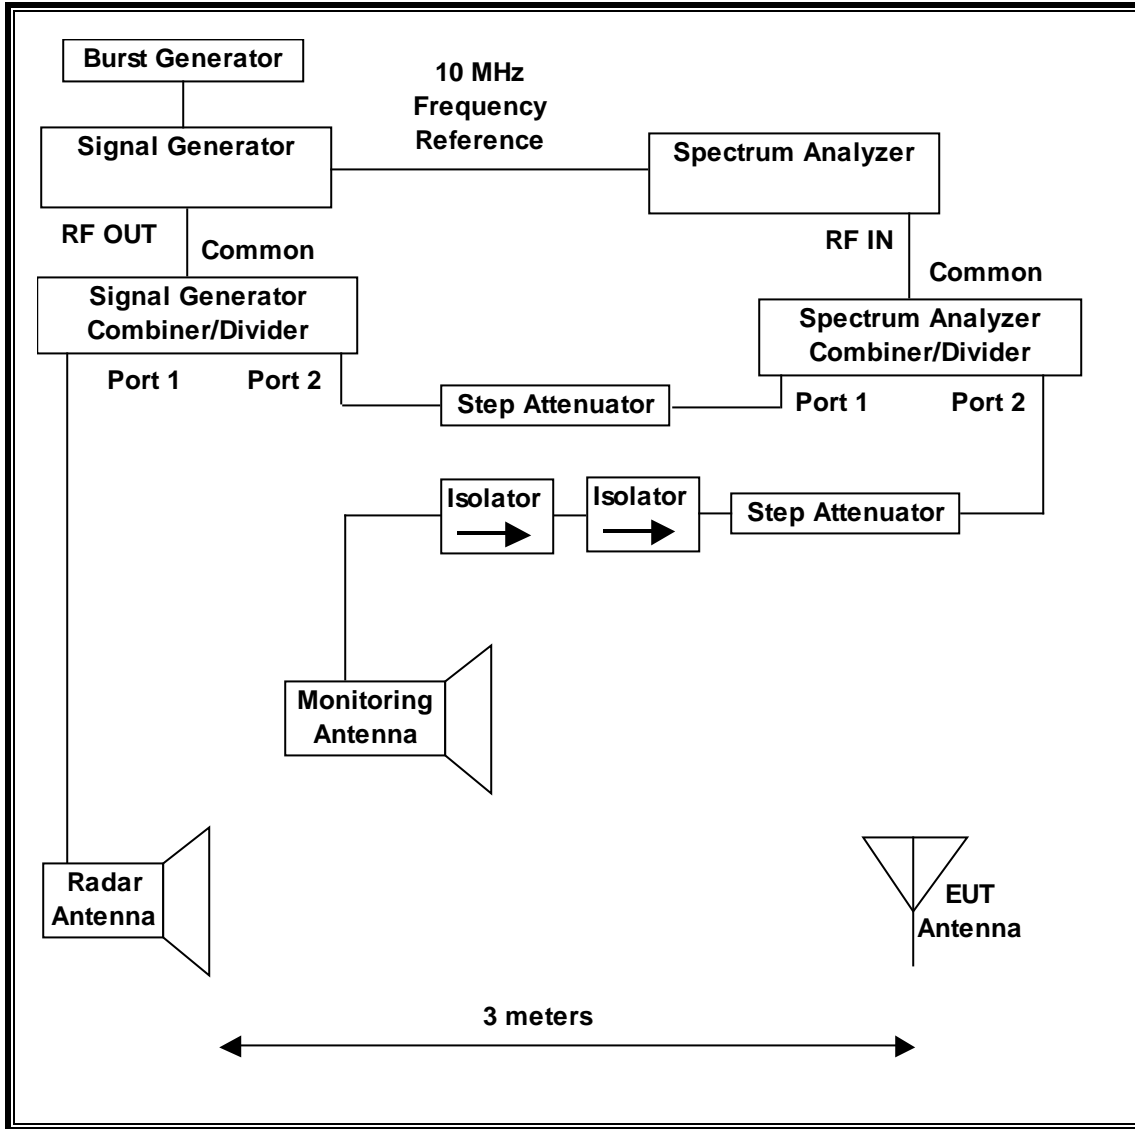 Burst Generator
10 MHz
Frequency
Reference
Signal Generator
Spectrum Analyzer
RF OUT
Common
RF IN
Common
Signal Generator
Combiner/Divider
Spectrum Analyzer
Combiner/Divider
Port 1
Port 2
Step Attenuator
Port 1
Port 2
Isolator
Isolator
Step Attenuator
Monitoring
Antenna
Radar
Antenna
EUT
Antenna
3 meters